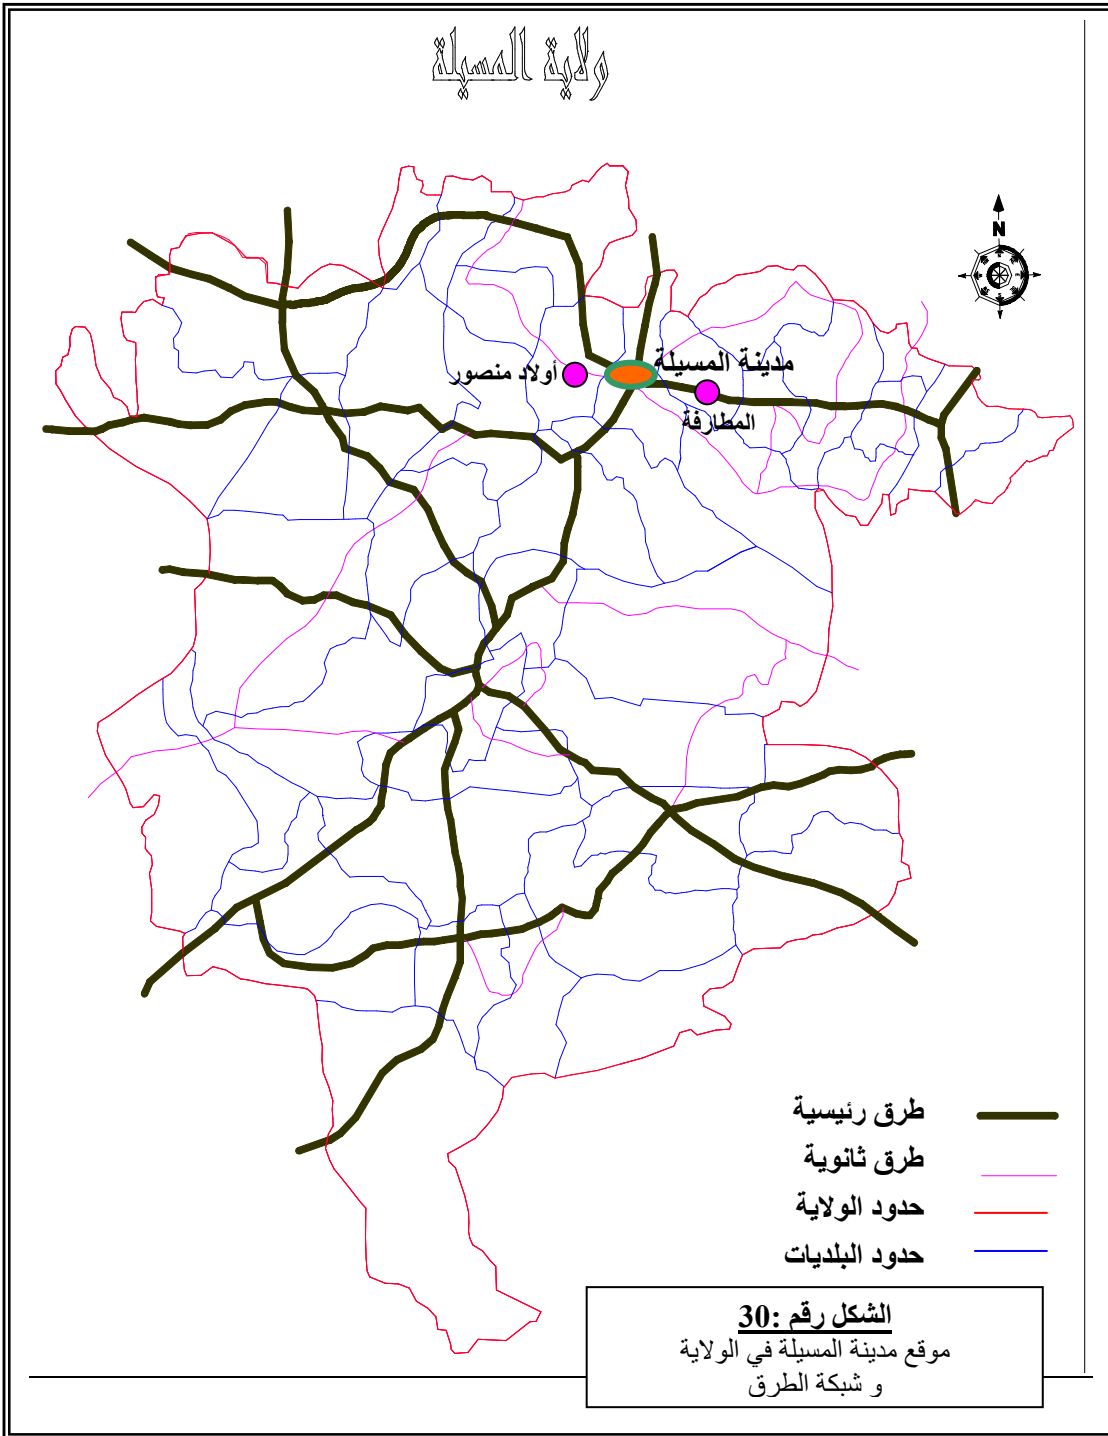 ولاية المسيلة
N
مدينة المسيلة
أولاد منصور
المطارفة
طرق رئيسية
طرق ثانوية
حدود الولاية
حدود البلديات
الشكل رقم :30
موقع مدينة المسيلة في الولاية
و شبكة الطرق